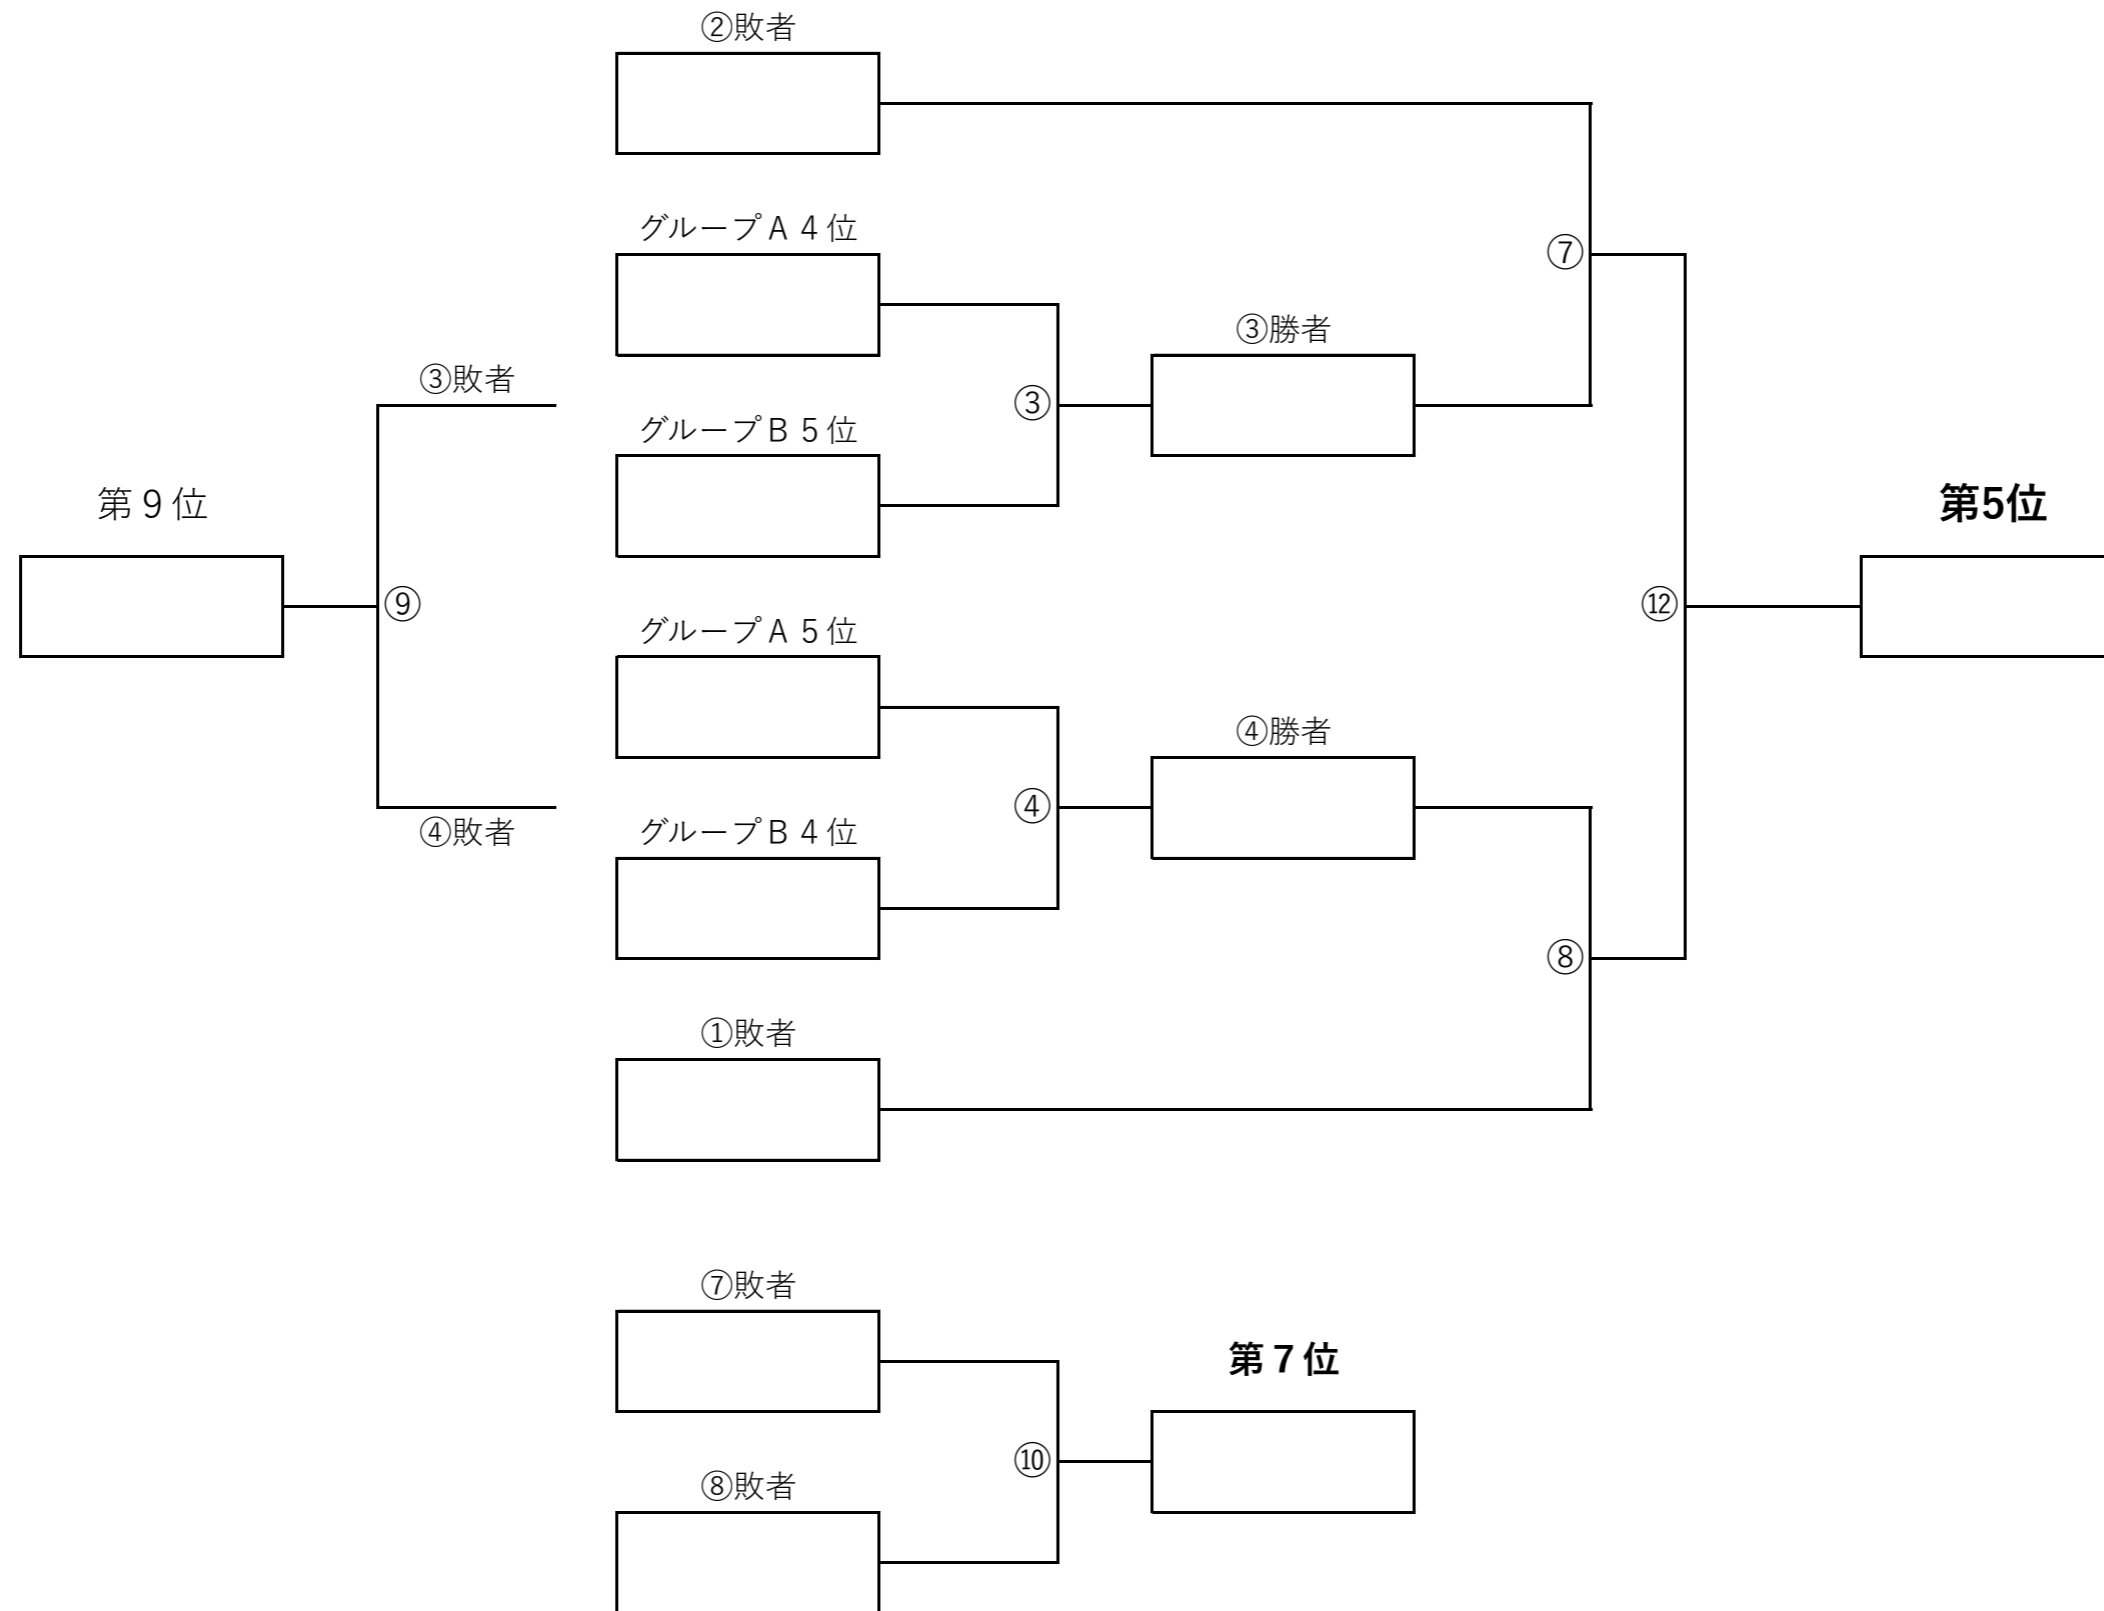 ②敗者
グループA 4位
⑦
③勝者
③敗者
③
グループB 5位
第9位
第5位
⑨
⑫
グループA 5位
④勝者
④
④敗者
グループB 4位
⑧
①敗者
⑦敗者
第7位
⑩
⑧敗者